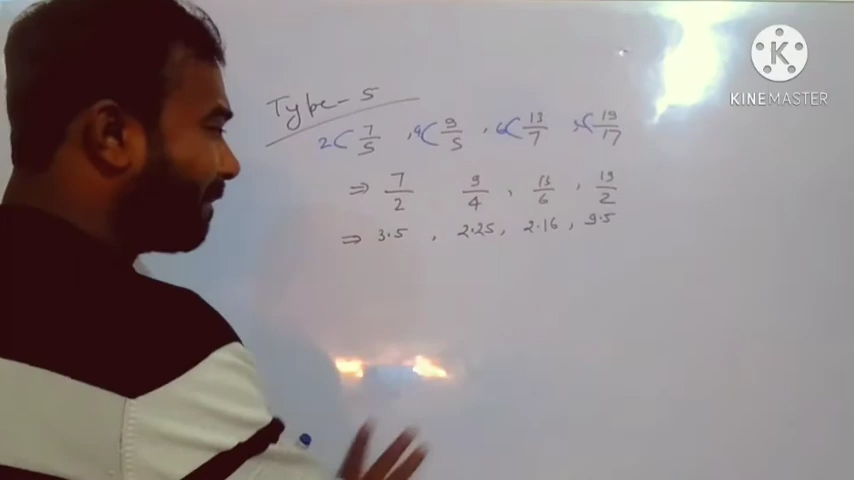 Type-5
2( 7/5 , 4( 9/5 , 6( 13/7 , 2( 19/17
⇒ 7/2 9/4 , 13/6 , 19/2
⇒ 3.5 , 2.25, 2.16, 9.5
KINEMASTER